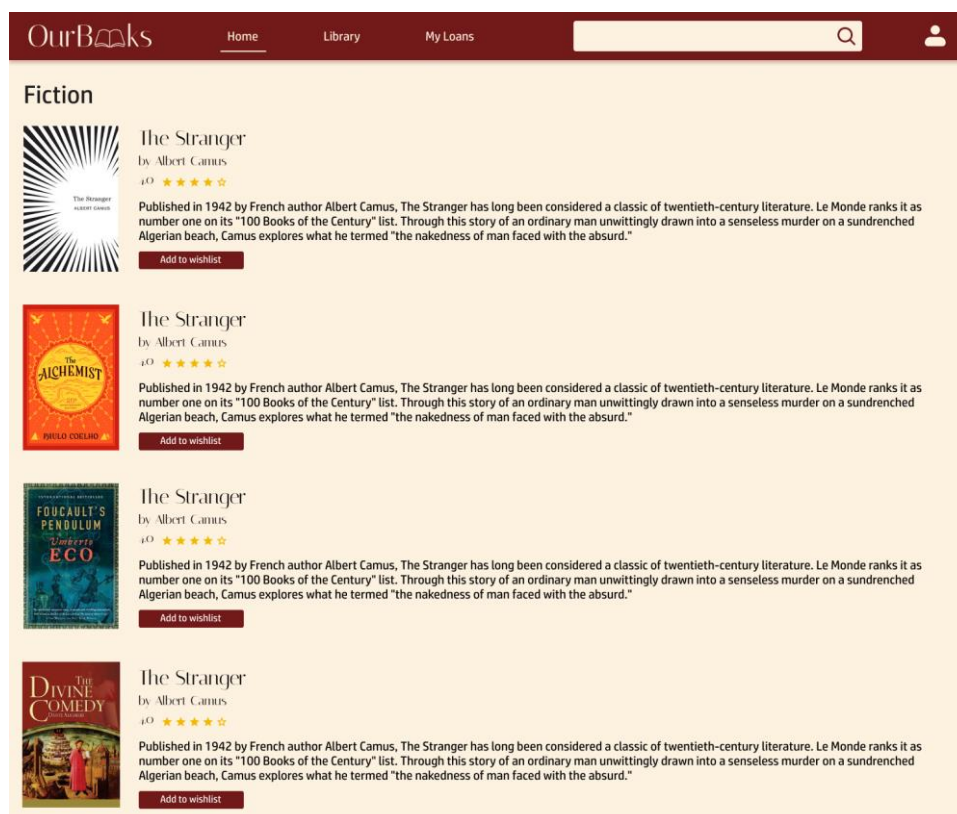 OurBooks
Home
Library
My Loans
Fiction
The Stranger
ALBERT CAMUS
The Stranger
by Albert Camus
4.0
Published in 1942 by French author Albert Camus, The Stranger has long been considered a classic of twentieth-century literature. Le Monde ranks it as
number one on its "100 Books of the Century" list. Through this story of an ordinary man unwittingly drawn into a senseless murder on a sundrenched
Algerian beach, Camus explores what he termed "the nakedness of man faced with the absurd."
Add to wishlist
The
ALCHEMIST
PAULO COELHO
The Stranger
by Albert Camus
4.0
Published in 1942 by French author Albert Camus, The Stranger has long been considered a classic of twentieth-century literature. Le Monde ranks it as
number one on its "100 Books of the Century" list. Through this story of an ordinary man unwittingly drawn into a senseless murder on a sundrenched
Algerian beach, Camus explores what he termed "the nakedness of man faced with the absurd."
Add to wishlist
INTERNATIONAL BESTSELLER
FOUCAULT'S
PENDULUM
Umberto
ECO
The Stranger
by Albert Camus
4.0
Published in 1942 by French author Albert Camus, The Stranger has long been considered a classic of twentieth-century literature. Le Monde ranks it as
number one on its "100 Books of the Century" list. Through this story of an ordinary man unwittingly drawn into a senseless murder on a sundrenched
Algerian beach, Camus explores what he termed "the nakedness of man faced with the absurd."
Add to wishlist
THE
DIVINE
COMEDY
DANTE ALIGHIERI
The Stranger
by Albert Camus
4.0
Published in 1942 by French author Albert Camus, The Stranger has long been considered a classic of twentieth-century literature. Le Monde ranks it as
number one on its "100 Books of the Century" list. Through this story of an ordinary man unwittingly drawn into a senseless murder on a sundrenched
Algerian beach, Camus explores what he termed "the nakedness of man faced with the absurd."
Add to wishlist